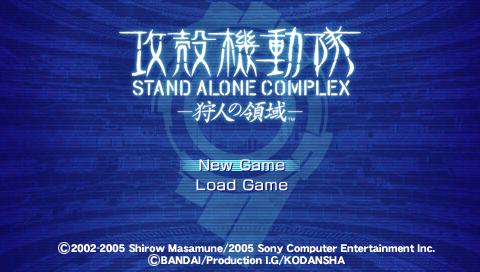 攻殻機動隊
STAND ALONE COMPLEX
—狩人の領域—™
New Game
Load Game
©2002-2005 Shirow Masamune/2005 Sony Computer Entertainment Inc.
©BANDAI/Production I.G/KODANSHA